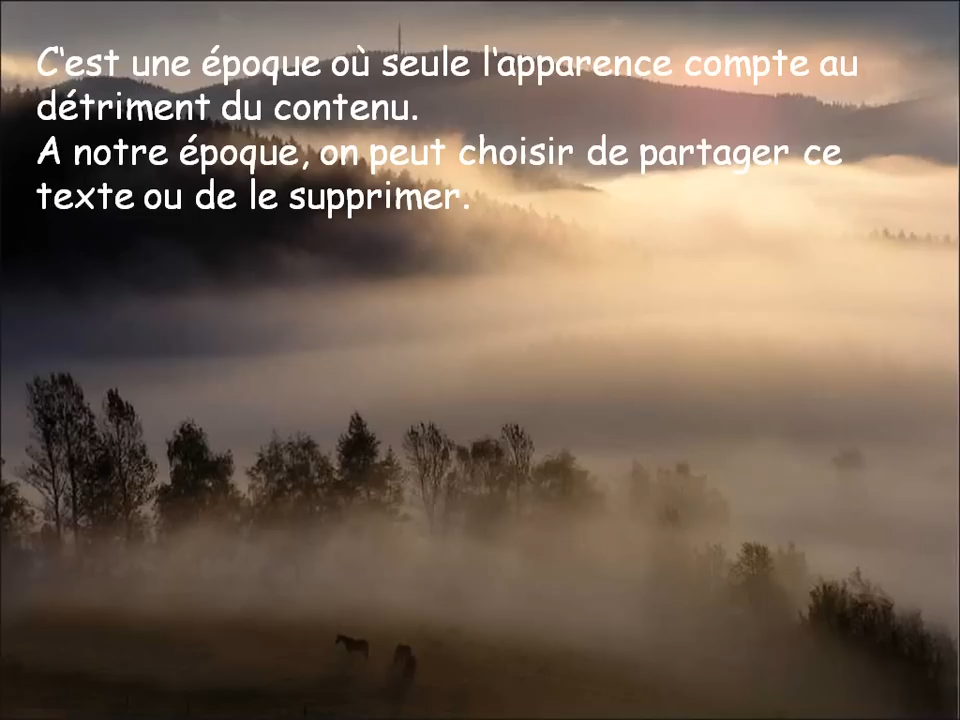 C‘est une époque où seule l‘apparence compte au
détriment du contenu.
A notre époque, on peut choisir de partager ce
texte ou de le supprimer.